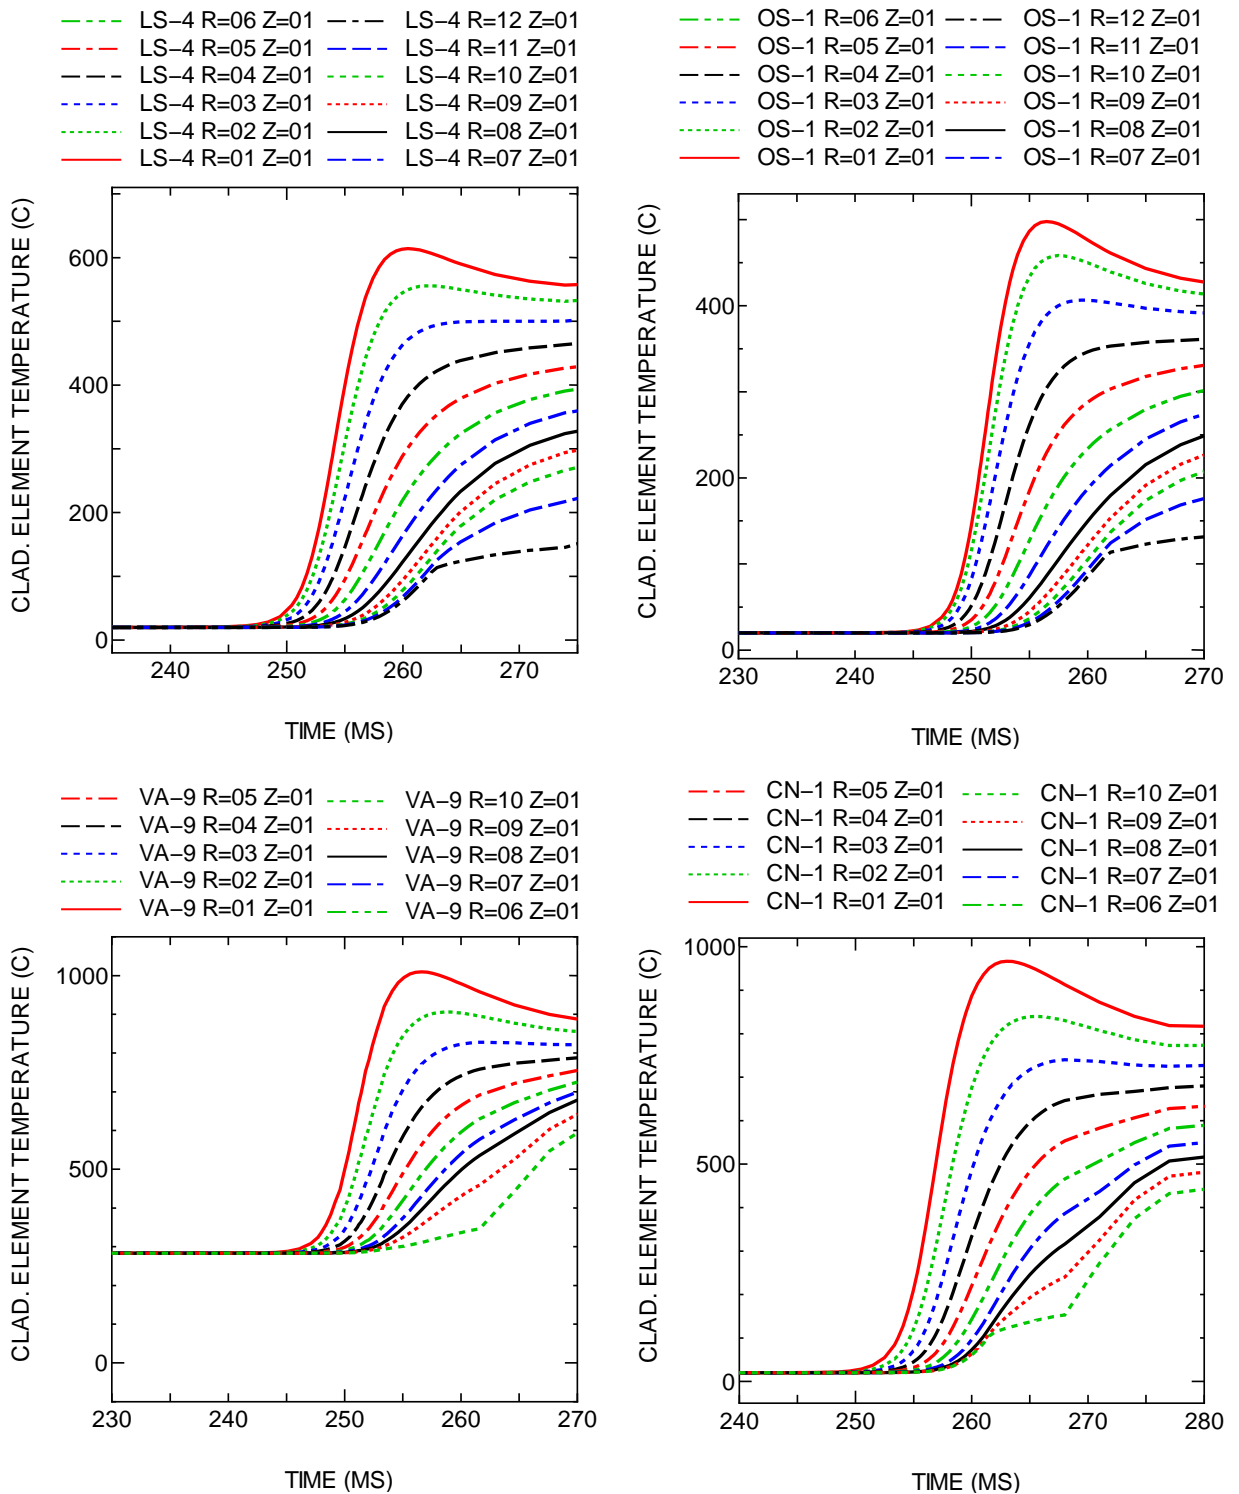 LS−4 R=06 Z=01
LS−4 R=05 Z=01
LS−4 R=04 Z=01
LS−4 R=03 Z=01
LS−4 R=02 Z=01
LS−4 R=01 Z=01
LS−4 R=12 Z=01
LS−4 R=11 Z=01
LS−4 R=10 Z=01
LS−4 R=09 Z=01
LS−4 R=08 Z=01
LS−4 R=07 Z=01
CLAD. ELEMENT TEMPERATURE (C)
600
400
200
0
240 250 260 270
TIME (MS)
OS−1 R=06 Z=01
OS−1 R=05 Z=01
OS−1 R=04 Z=01
OS−1 R=03 Z=01
OS−1 R=02 Z=01
OS−1 R=01 Z=01
OS−1 R=12 Z=01
OS−1 R=11 Z=01
OS−1 R=10 Z=01
OS−1 R=09 Z=01
OS−1 R=08 Z=01
OS−1 R=07 Z=01
CLAD. ELEMENT TEMPERATURE (C)
400
200
0
230 240 250 260 270
TIME (MS)
VA−9 R=05 Z=01
VA−9 R=04 Z=01
VA−9 R=03 Z=01
VA−9 R=02 Z=01
VA−9 R=01 Z=01
VA−9 R=10 Z=01
VA−9 R=09 Z=01
VA−9 R=08 Z=01
VA−9 R=07 Z=01
VA−9 R=06 Z=01
CLAD. ELEMENT TEMPERATURE (C)
1000
500
0
230 240 250 260 270
TIME (MS)
CN−1 R=05 Z=01
CN−1 R=04 Z=01
CN−1 R=03 Z=01
CN−1 R=02 Z=01
CN−1 R=01 Z=01
CN−1 R=10 Z=01
CN−1 R=09 Z=01
CN−1 R=08 Z=01
CN−1 R=07 Z=01
CN−1 R=06 Z=01
CLAD. ELEMENT TEMPERATURE (C)
1000
500
0
240 250 260 270 280
TIME (MS)